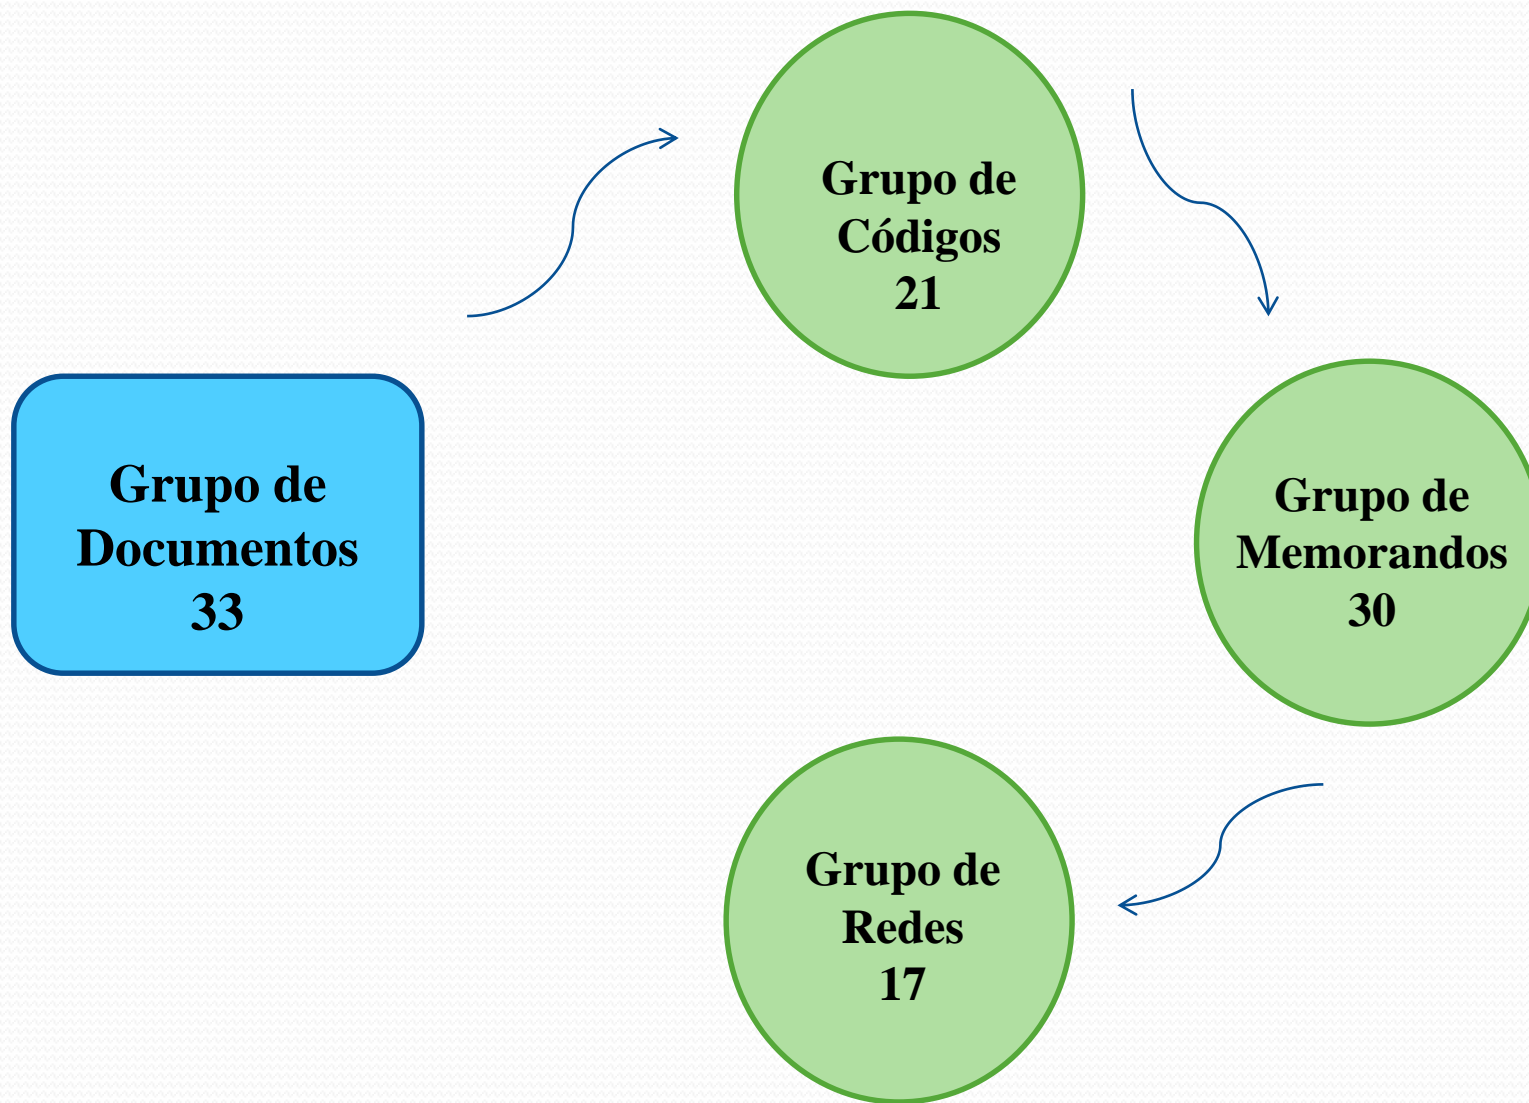 Grupo de
Documentos
33
Grupo de
Códigos
21
Grupo de
Memorandos
30
Grupo de
Redes
17